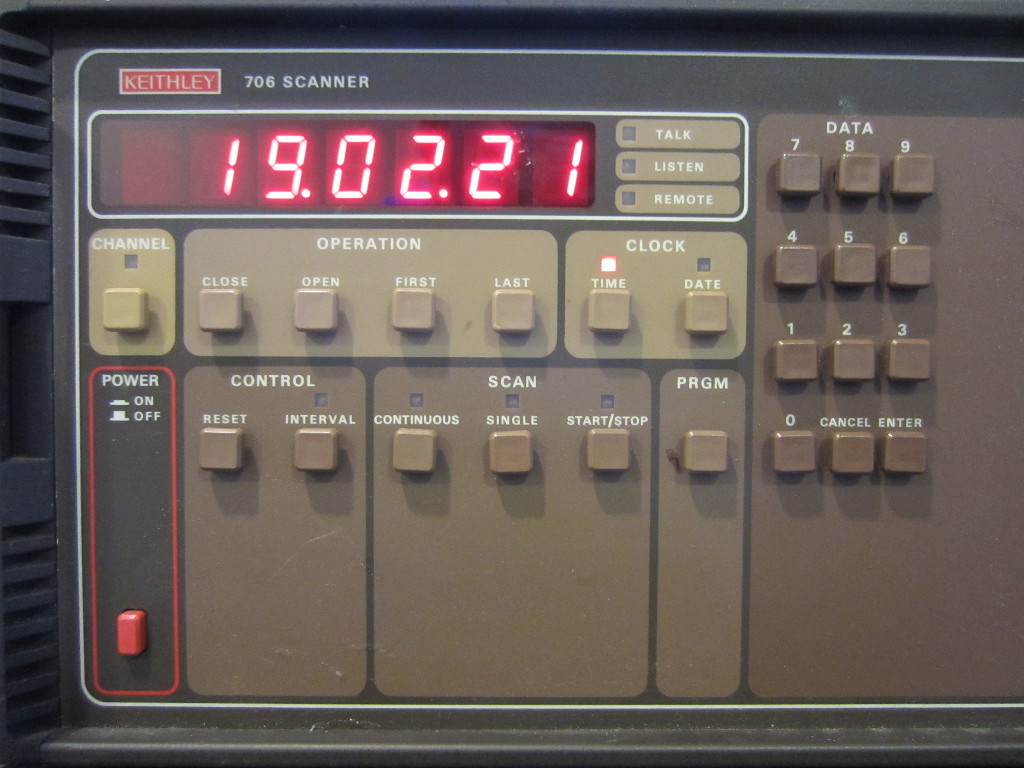 KEITHLEY 706 SCANNER
19.02.21
TALK
LISTEN
REMOTE
DATA
7 8 9
4 5 6
1 2 3
0 CANCEL ENTER
CHANNEL
OPERATION
CLOSE OPEN FIRST LAST
CLOCK
TIME DATE
POWER
ON
OFF
CONTROL
RESET INTERVAL
SCAN
CONTINUOUS SINGLE START/STOP
PRGM